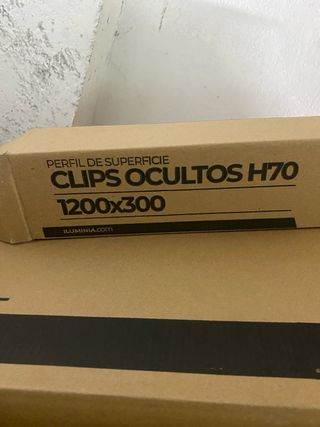 PERFIL DE SUPERFICIE
CLIPS OCULTOS H70
1200x300
ILUMINIA.com